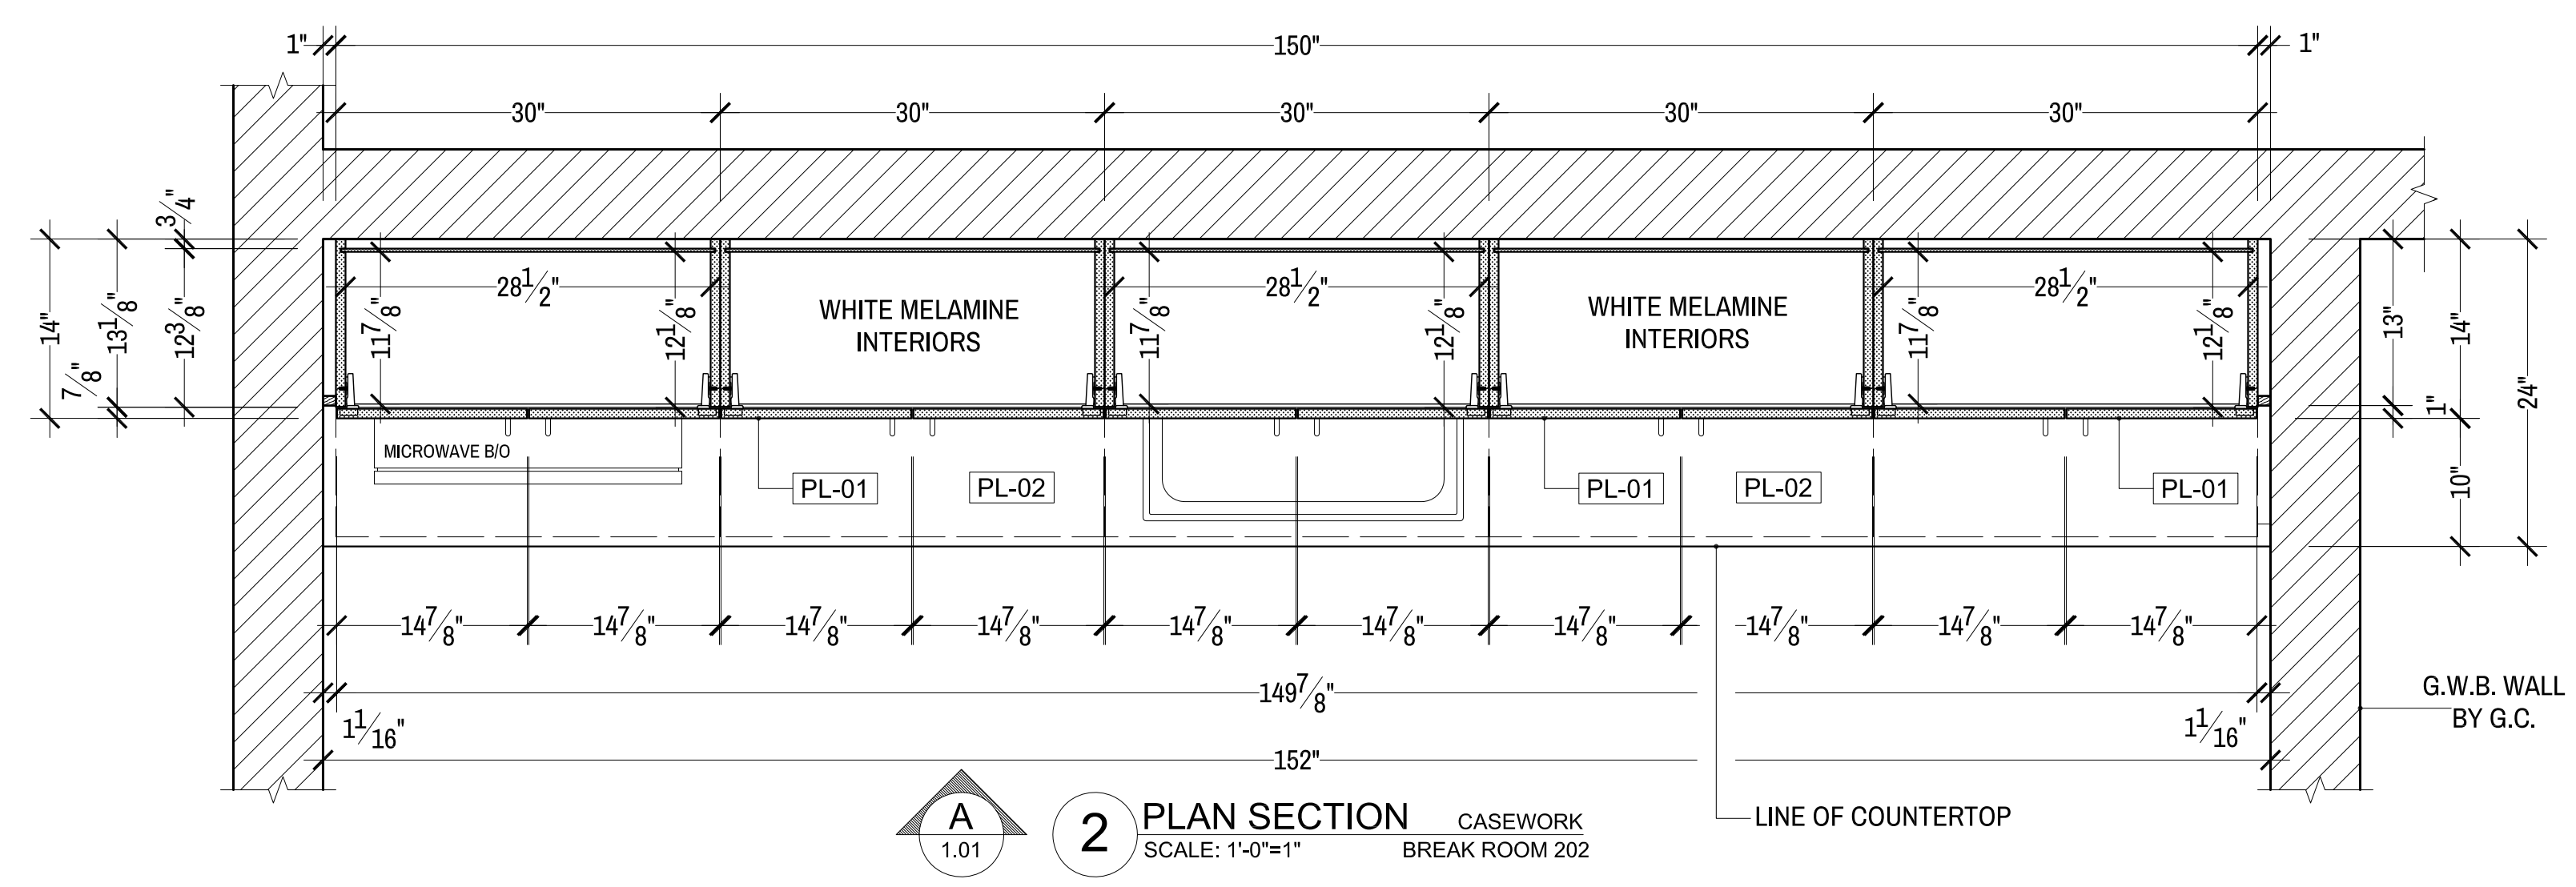 1" 150" 1"
30" 30" 30" 30" 30"
3/4"
14" 13 1/8" 12 3/8" 7/8"
28 1/2" 28 1/2" 28 1/2"
11 7/8" 12 1/8" 11 7/8" 12 1/8" 11 7/8" 12 1/8"
WHITE MELAMINE
INTERIORS
WHITE MELAMINE
INTERIORS
13" 14" 1" 24" 10"
MICROWAVE B/O
PL-01 PL-02 PL-01 PL-02 PL-01
14 7/8" 14 7/8" 14 7/8" 14 7/8" 14 7/8" 14 7/8" 14 7/8" 14 7/8" 14 7/8" 14 7/8"
149 7/8"
1 1/16" 1 1/16"
G.W.B. WALL
BY G.C.
152"
LINE OF COUNTERTOP
A
1.01
2
PLAN SECTION CASEWORK
SCALE: 1'-0"=1" BREAK ROOM 202